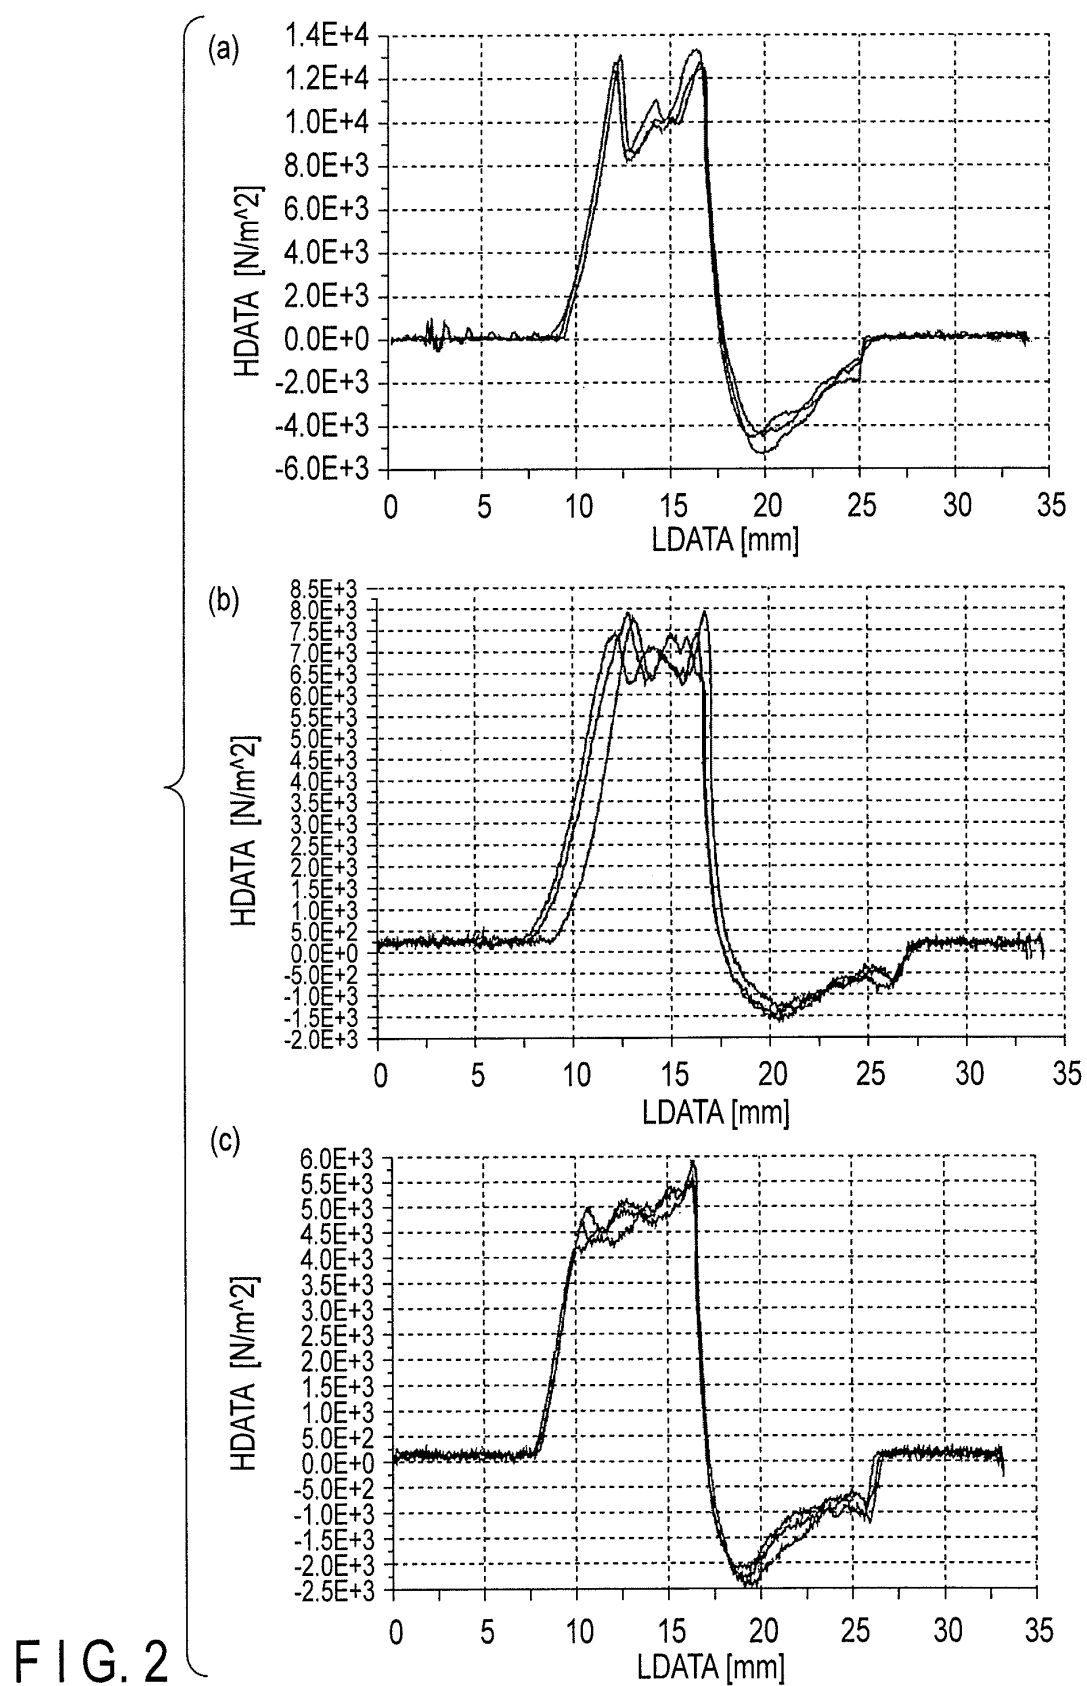 (a)
1.4E+4
1.2E+4
1.0E+4
8.0E+3
6.0E+3
4.0E+3
2.0E+3
0.0E+0
-2.0E+3
-4.0E+3
-6.0E+3
HDATA [N/m^2]
0 5 10 15 20 25 30 35
LDATA [mm]
(b)
8.5E+3
8.0E+3
7.5E+3
7.0E+3
6.5E+3
6.0E+3
5.5E+3
5.0E+3
4.5E+3
4.0E+3
3.5E+3
3.0E+3
2.5E+3
2.0E+3
1.5E+3
1.0E+3
5.0E+2
0.0E+0
-5.0E+2
-1.0E+3
-1.5E+3
-2.0E+3
HDATA [N/m^2]
0 5 10 15 20 25 30 35
LDATA [mm]
(c)
6.0E+3
5.5E+3
5.0E+3
4.5E+3
4.0E+3
3.5E+3
3.0E+3
2.5E+3
2.0E+3
1.5E+3
1.0E+3
5.0E+2
0.0E+0
-5.0E+2
-1.0E+3
-1.5E+3
-2.0E+3
-2.5E+3
HDATA [N/m^2]
0 5 10 15 20 25 30 35
LDATA [mm]
FIG. 2